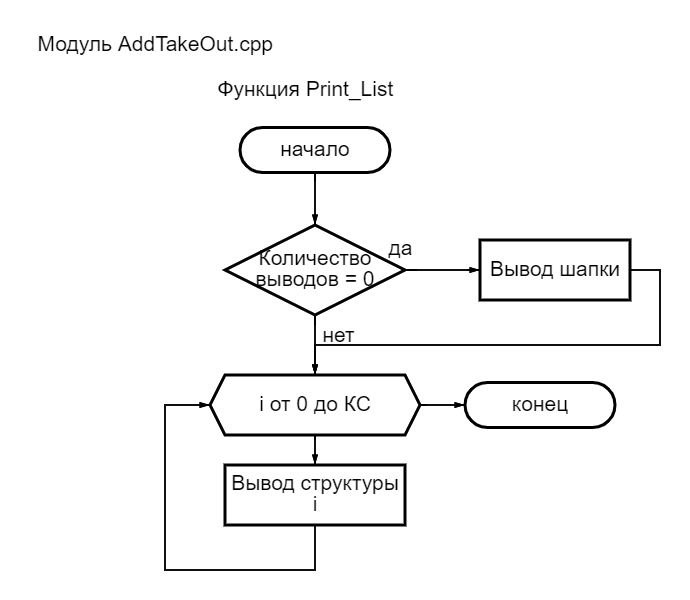 Модуль AddTakeOut.cpp
Функция Print_List
начало
Количество
выводов = 0
да
Вывод шапки
нет
i от 0 до КС
конец
Вывод структуры
i